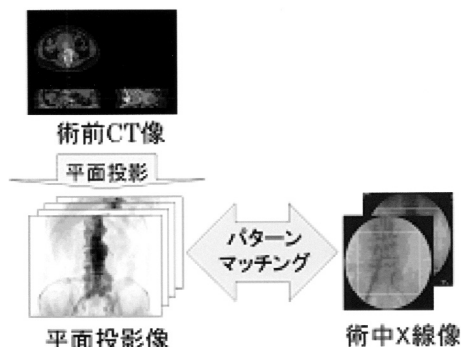 術前CT像
平面投影
パターン
マッチング
平面投影像
術中X線像